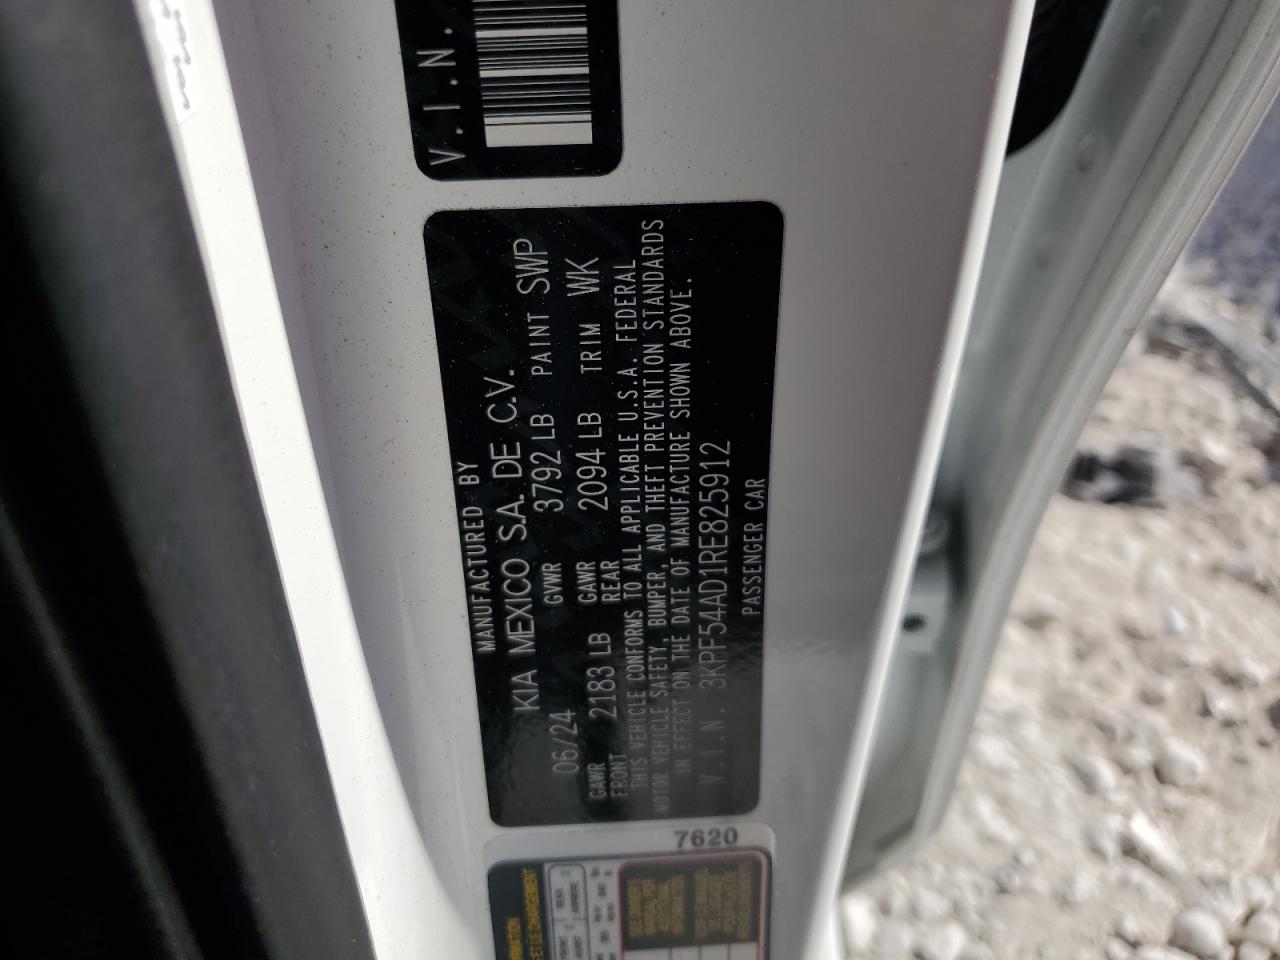 V.I.N.
MANUFACTURED BY
KIA MEXICO S.A. DE C.V.
06/24 GVWR 3792 LB PAINT SWP
GAWR FRONT 2183 LB GAWR REAR 2094 LB TRIM WK
THIS VEHICLE CONFORMS TO ALL APPLICABLE U.S.A. FEDERAL
MOTOR VEHICLE SAFETY, BUMPER, AND THEFT PREVENTION STANDARDS
IN EFFECT ON THE DATE OF MANUFACTURE SHOWN ABOVE.
V.I.N. 3KPF54AD1RE825912
PASSENGER CAR
7620